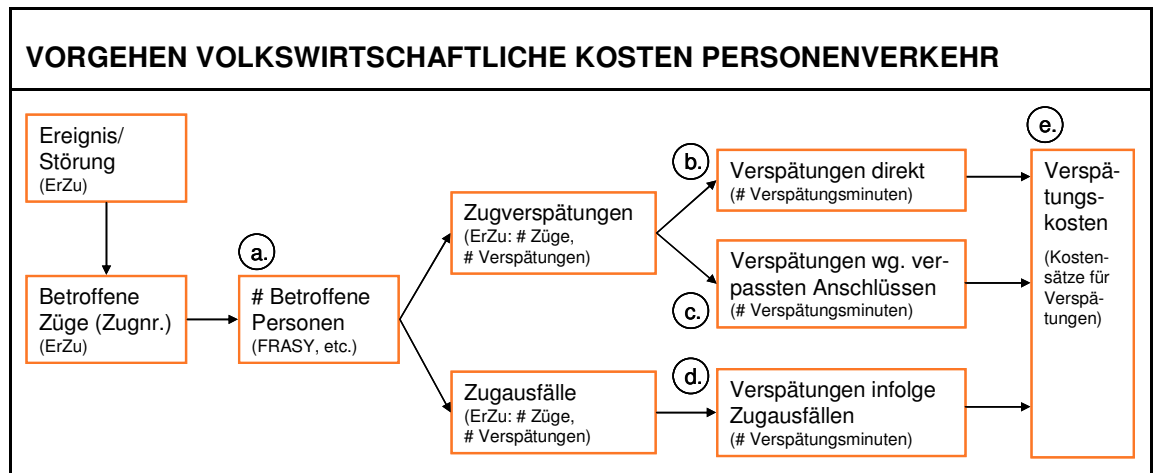 VORGEHEN VOLKSWIRTSCHAFTLICHE KOSTEN PERSONENVERKEHR
Ereignis/
Störung
(ErZu)
Betroffene
Züge (Zugnr.)
(ErZu)
a.
# Betroffene
Personen
(FRASY, etc.)
Zugverspätungen
(ErZu: # Züge,
# Verspätungen)
Zugausfälle
(ErZu: # Züge,
# Verspätungen)
b.
Verspätungen direkt
(# Verspätungsminuten)
c.
Verspätungen wg. ver-
passten Anschlüssen
(# Verspätungsminuten)
d.
Verspätungen infolge
Zugausfällen
(# Verspätungsminuten)
e.
Verspä-
tungs-
kosten
(Kosten-
sätze für
Verspä-
tungen)